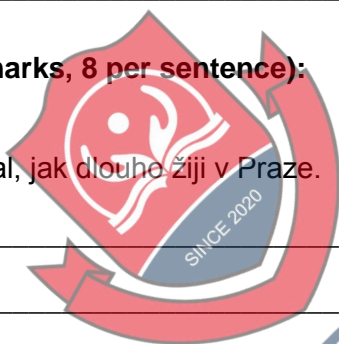 marks, 8 per sentence):
al, jak dlouho žiji v Praze.
SINCE 2020